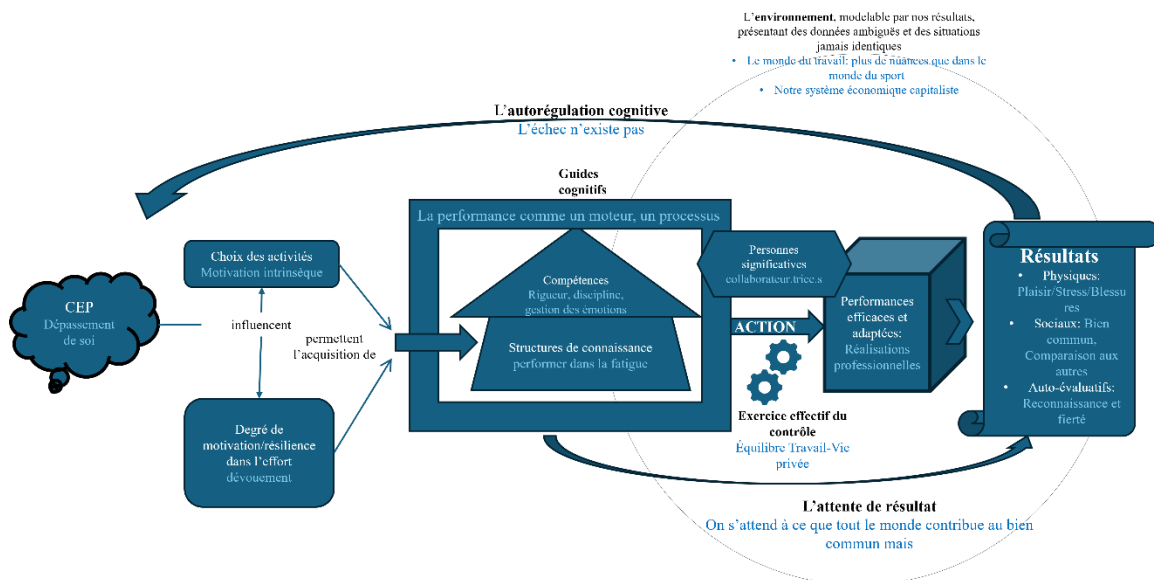 L'environnement, modelable par nos résultats,
présentant des données ambiguës et des situations
jamais identiques
• Le monde du travail: plus de nuances que dans le
monde du sport
• Notre système économique capitaliste
L'autorégulation cognitive
L'échec n'existe pas
Guides
cognitifs
La performance comme un moteur, un processus
CEP
Dépassement
de soi
Choix des activités
Motivation intrinsèque
influencent
Degré de
motivation/résilience
dans l'effort
dévouement
permettent
l'acquisition de
Compétences
Rigueur, discipline,
gestion des émotions
Structures de connaissance
performer dans la fatigue
Personnes
significatives
collaborateur.trice.s
ACTION
Exercice effectif du
contrôle
Équilibre Travail-Vie
privée
Performances
efficaces et
adaptées:
Réalisations
professionnelles
Résultats
• Physiques:
Plaisir/Stress/Blessu
res
• Sociaux: Bien
commun,
Comparaison aux
autres
• Auto-évaluatifs:
Reconnaissance et
fierté
L'attente de résultat
On s'attend à ce que tout le monde contribue au bien
commun mais